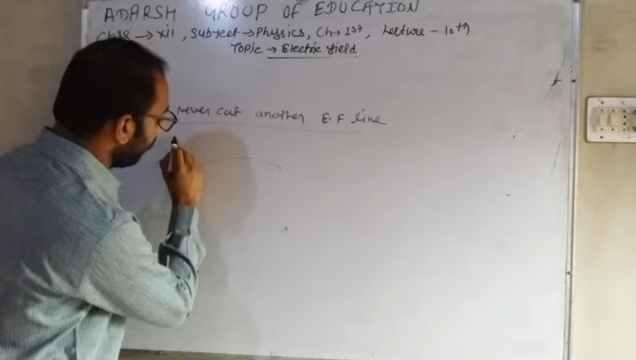 ADARSH GROUP OF EDUCATION
Class → XII, Subject → Physics, Ch → 1st, Lecture - 10th
Topic → Electric field
never cut another E.F line